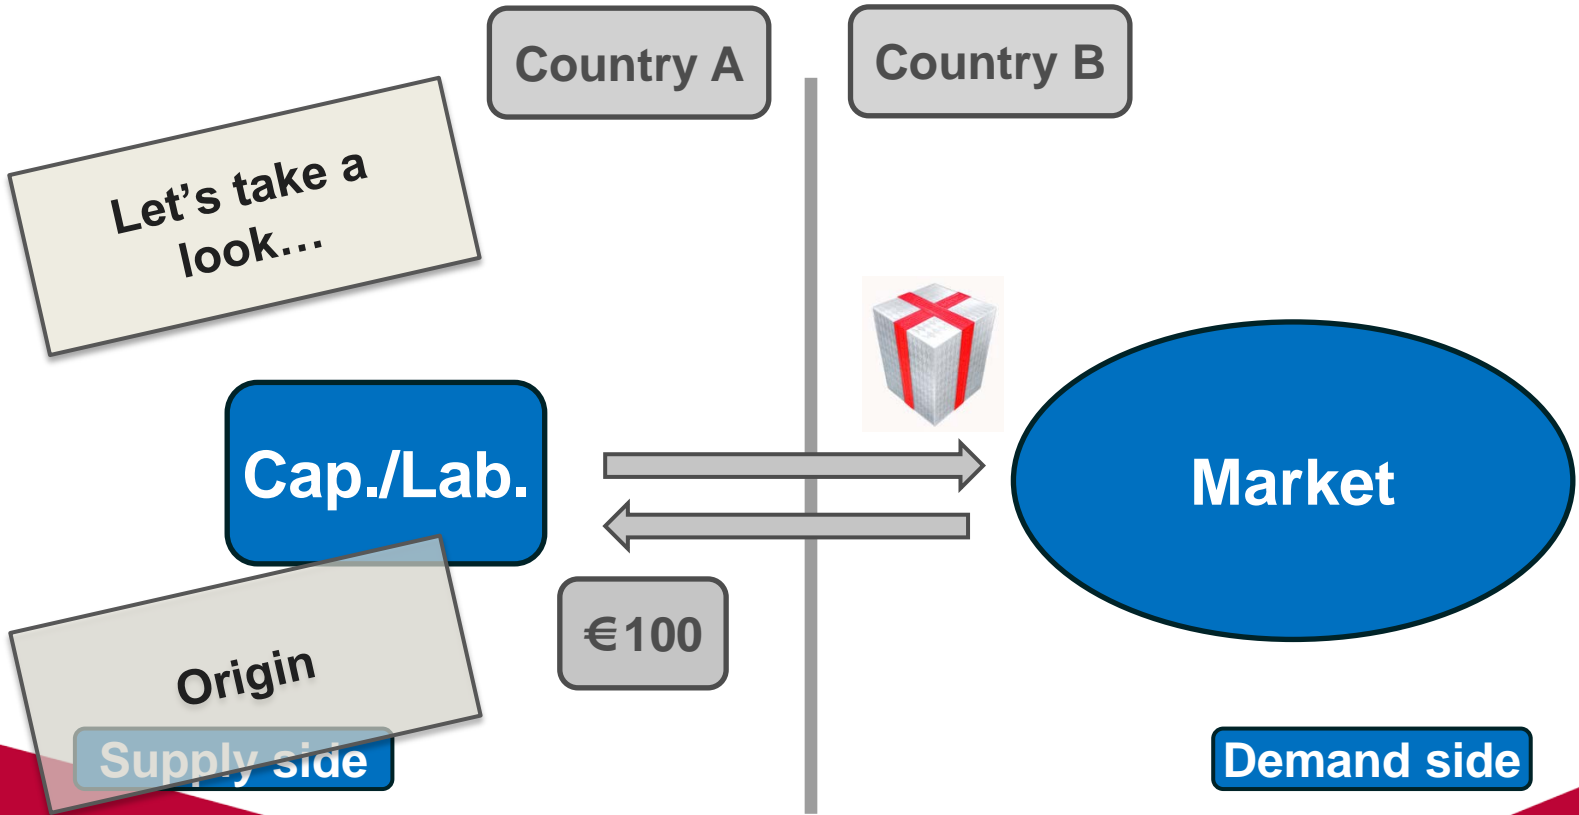 Country A
Country B
Let’s take a
look…
Cap./Lab.
Market
€100
Origin
Supply side
Demand side